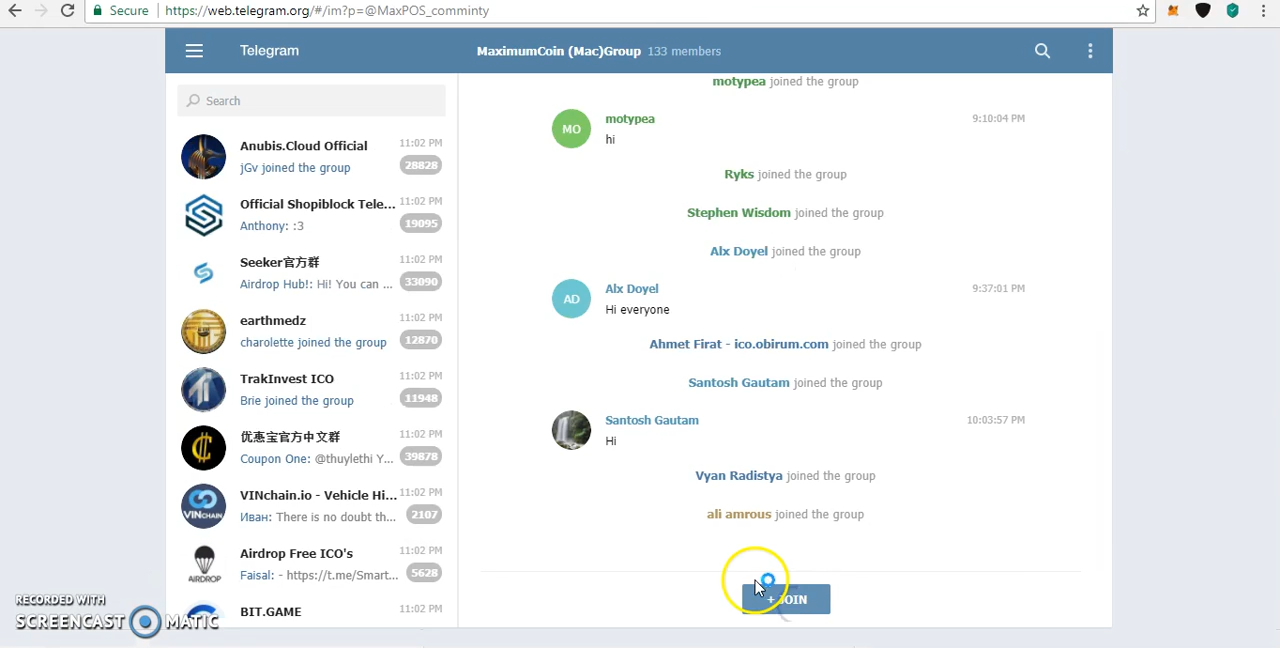 Secure https://web.telegram.org/#/im?p=@MaxPOS_comminty
Telegram
MaximumCoin (Mac)Group 133 members
Search
Anubis.Cloud Official 11:02 PM
jGv joined the group 28828
Official Shopiblock Tele... 11:02 PM
Anthony: :3 19095
Seeker官方群 11:02 PM
Airdrop Hub!: Hi! You can ... 33090
earthmedz 11:02 PM
charolette joined the group 12870
TrakInvest ICO 11:02 PM
Brie joined the group 11948
优惠宝官方中文群 11:02 PM
Coupon One: @thuylethi Y... 39878
VINchain.io - Vehicle Hi... 11:02 PM
Иван: There is no doubt th... 2107
VINCHAIN
Airdrop Free ICO's 11:02 PM
Faisal: - https://t.me/Smart... 5628
AIRDROP
BIT.GAME 11:02 PM
motypea joined the group
MO
motypea 9:10:04 PM
hi
Ryks joined the group
Stephen Wisdom joined the group
Alx Doyel joined the group
AD
Alx Doyel 9:37:01 PM
Hi everyone
Ahmet Firat - ico.obirum.com joined the group
Santosh Gautam joined the group
Santosh Gautam 10:03:57 PM
Hi
Vyan Radistya joined the group
ali amrous joined the group
+ JOIN
RECORDED WITH
SCREENCAST MATIC